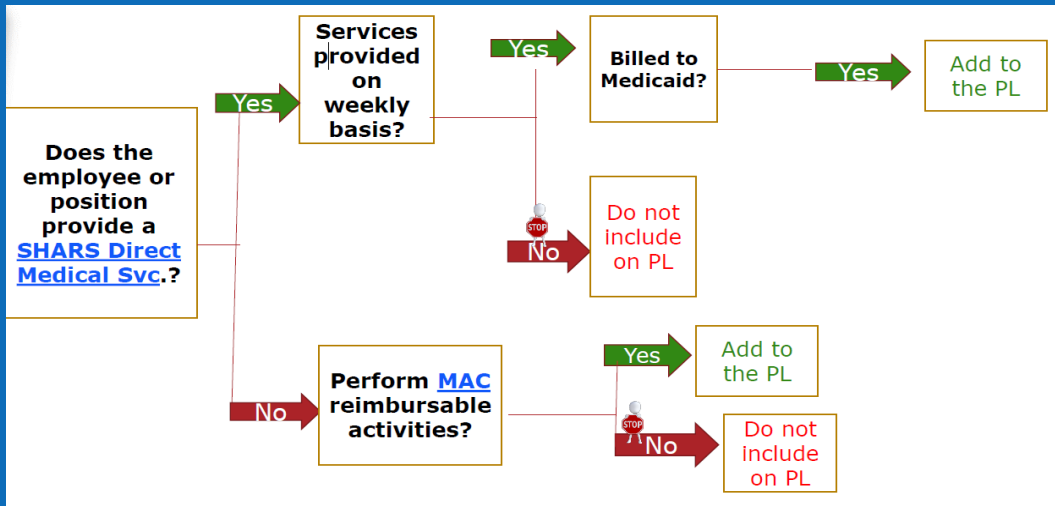 Does the
employee or
position
provide a
SHARS Direct
Medical Svc.?
Yes
Services
provided
on
weekly
basis?
Yes
Billed to
Medicaid?
Yes
Add to
the PL
STOP
No
Do not
include
on PL
No
Perform MAC
reimbursable
activities?
Yes
Add to
the PL
STOP
No
Do not
include
on PL